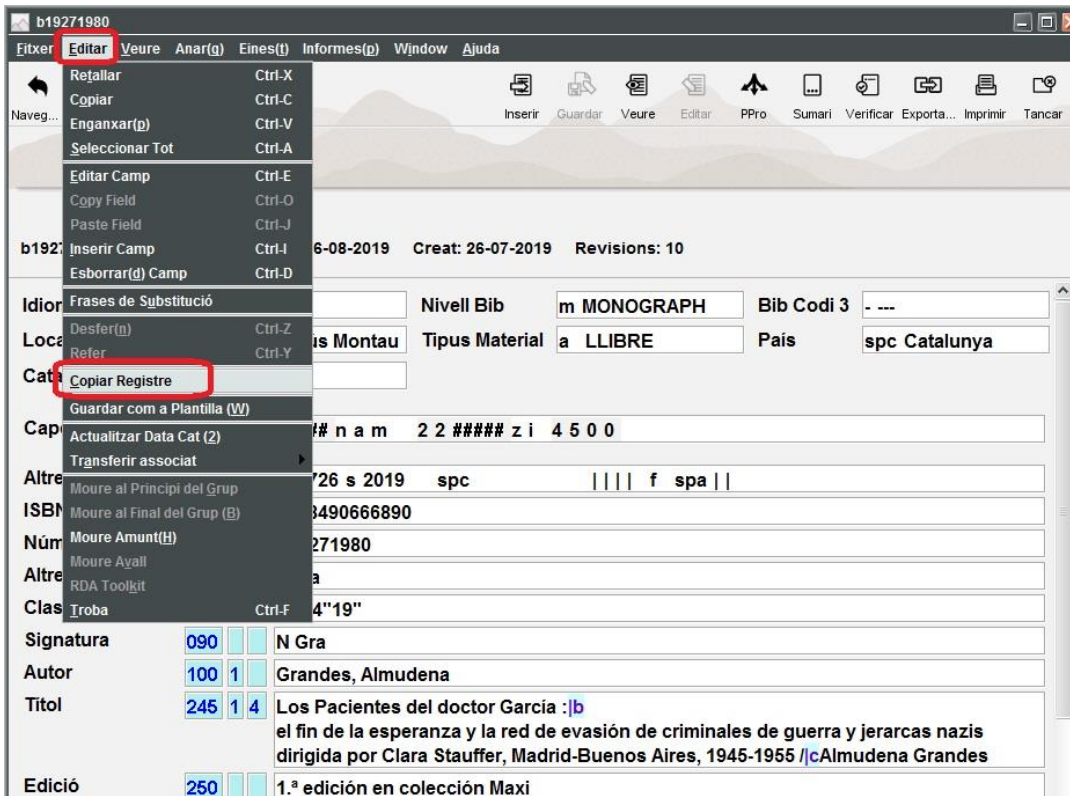 b19271980
Fitxer Editar Veure Anar(g) Eines(t) Informes(p) Window Ajuda
Retallar Ctrl-X
Copiar Ctrl-C
Enganxar(p) Ctrl-V
Seleccionar Tot Ctrl-A
Editar Camp Ctrl-E
Copy Field Ctrl-O
Paste Field Ctrl-J
Inserir Camp Ctrl-I
Esborrar(d) Camp Ctrl-D
Frases de Substitució
Desfer(n) Ctrl-Z
Refer Ctrl-Y
Copiar Registre
Guardar com a Plantilla (W)
Actualitzar Data Cat (2)
Transferir associat
Moure al Principi del Grup
Moure al Final del Grup (B)
Moure Amunt(H)
Moure Avall
RDA Toolkit
Troba Ctrl-F
Naveg... Inserir Guardar Veure Editar PPro Sumari Verificar Exporta... Imprimir Tancar
b192 6-08-2019 Creat: 26-07-2019 Revisions: 10
Idior Nivell Bib m MONOGRAPH Bib Codi 3 - ---
Loca ús Montau Tipus Material a LLIBRE País spc Catalunya
Cata
Cap ## n a m 2 2 ##### z i 4 5 0 0
Altre 726 s 2019 spc | | | | f spa | |
ISBN 3490666890
Núm 271980
Altre a
Clas 4"19"
Signatura 090 N Gra
Autor 100 1 Grandes, Almudena
Títol 245 1 4 Los Pacientes del doctor García :|b
el fin de la esperanza y la red de evasión de criminales de guerra y jerarcas nazis
dirigida por Clara Stauffer, Madrid-Buenos Aires, 1945-1955 /|cAlmudena Grandes
Edició 250 1.ª edición en colección Maxi